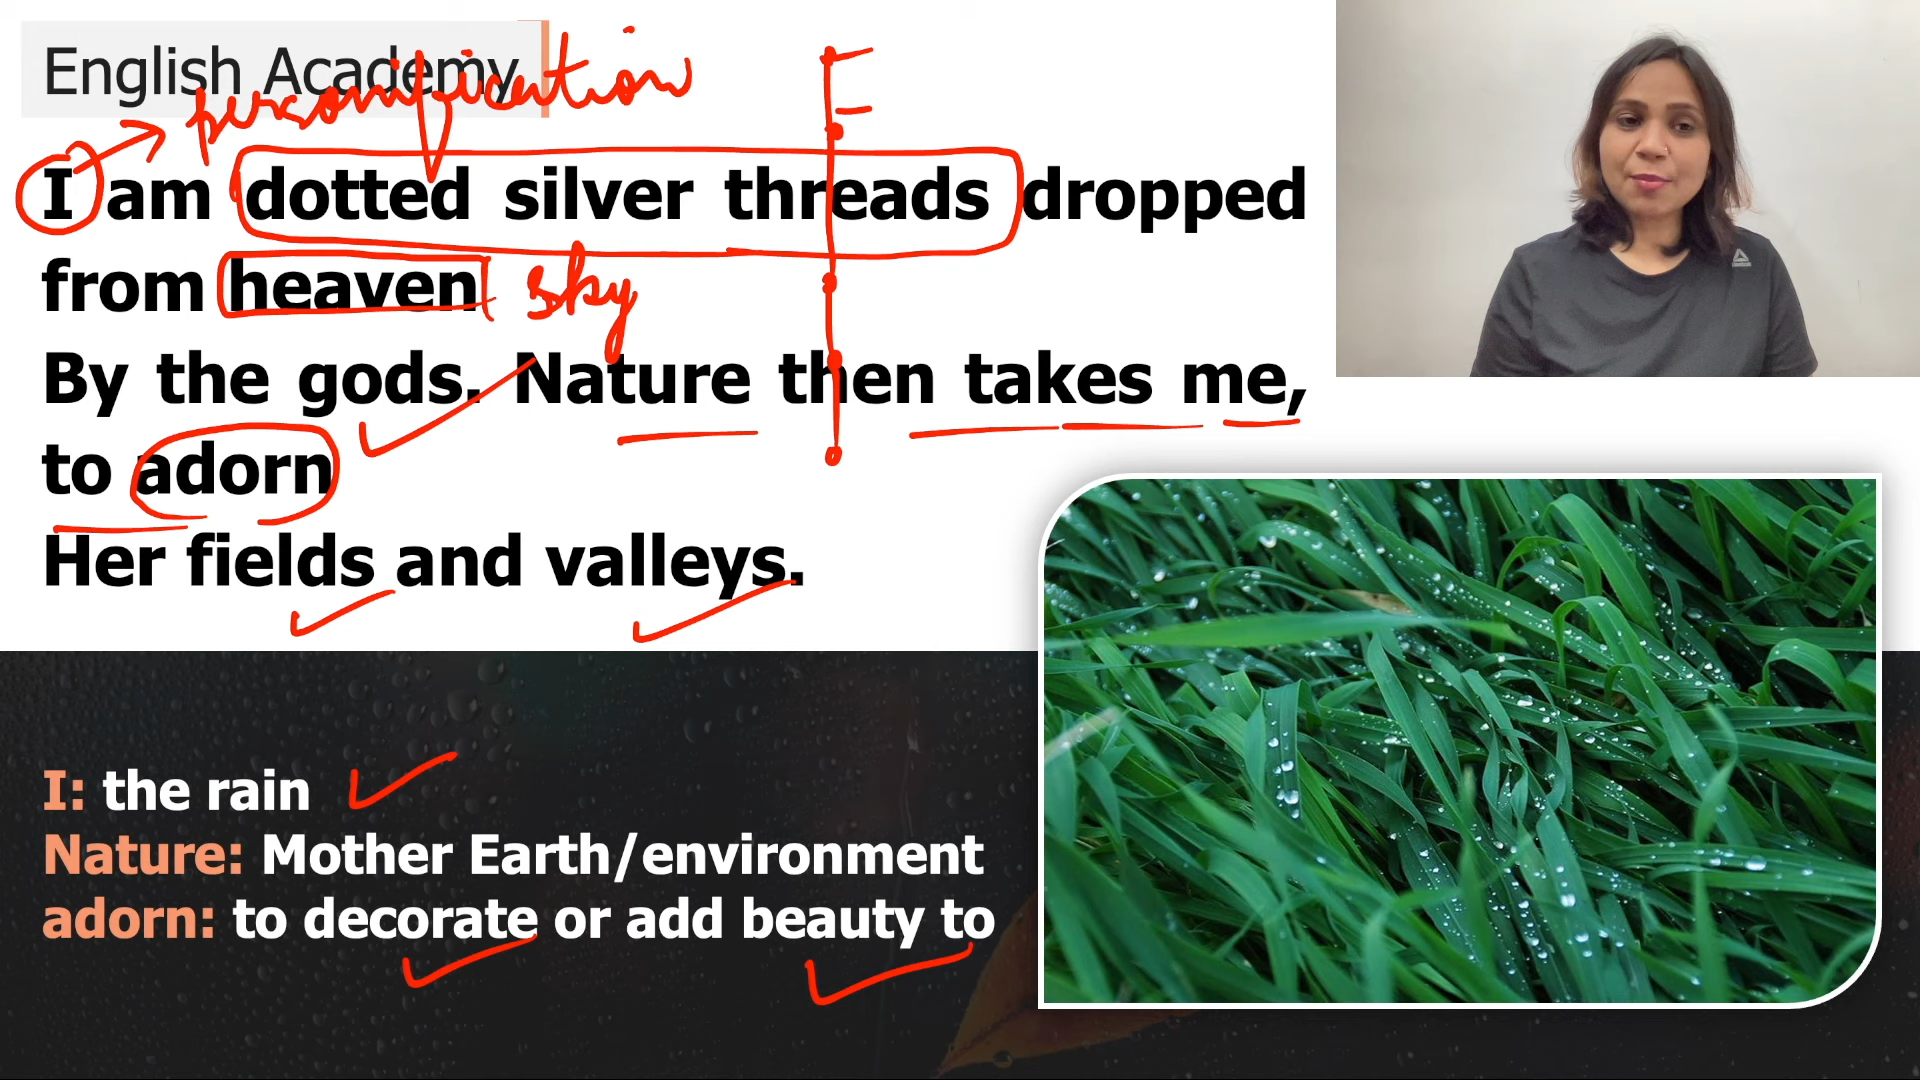 English Academy
personification
I am dotted silver threads dropped
from heaven sky
By the gods. Nature then takes me,
to adorn
Her fields and valleys.
I: the rain
Nature: Mother Earth/environment
adorn: to decorate or add beauty to